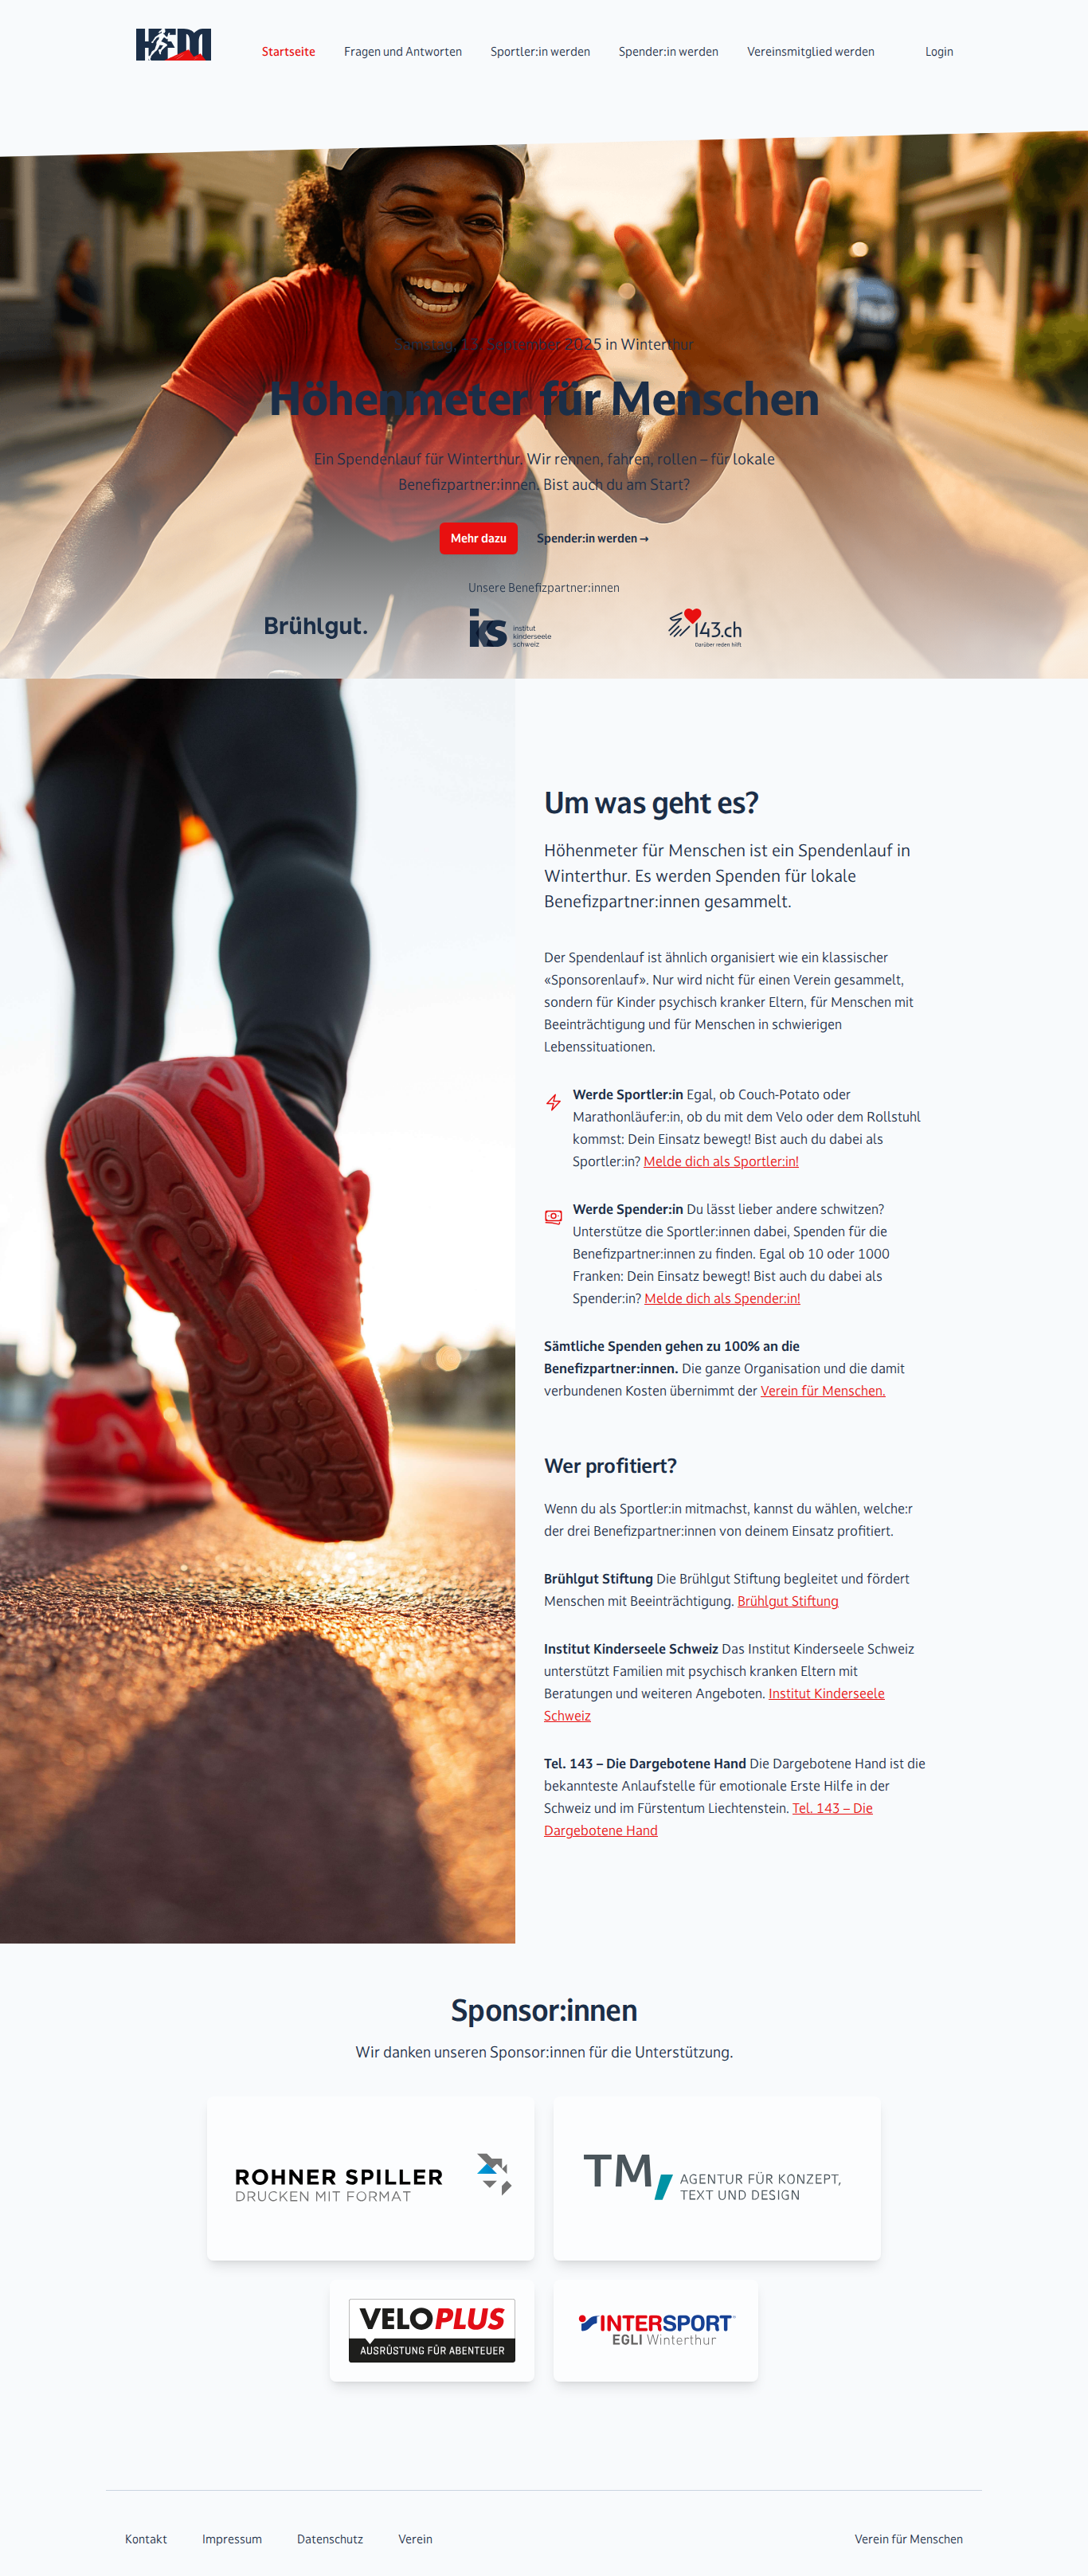 HFM
Startseite
Fragen und Antworten
Sportler:in werden
Spender:in werden
Vereinsmitglied werden
Login
Samstag, 13. September 2025 in Winterthur
Höhenmeter für Menschen
Ein Spendenlauf für Winterthur. Wir rennen, fahren, rollen – für lokale
Benefizpartner:innen. Bist auch du am Start?
Mehr dazu
Spender:in werden →
Unsere Benefizpartner:innen
Brühlgut.
iks
institut
kinderseele
schweiz
143.ch
Darüber reden hilft
Um was geht es?
Höhenmeter für Menschen ist ein Spendenlauf in
Winterthur. Es werden Spenden für lokale
Benefizpartner:innen gesammelt.
Der Spendenlauf ist ähnlich organisiert wie ein klassischer
«Sponsorenlauf». Nur wird nicht für einen Verein gesammelt,
sondern für Kinder psychisch kranker Eltern, für Menschen mit
Beeinträchtigung und für Menschen in schwierigen
Lebenssituationen.
Werde Sportler:in Egal, ob Couch-Potato oder
Marathonläufer:in, ob du mit dem Velo oder dem Rollstuhl
kommst: Dein Einsatz bewegt! Bist auch du dabei als
Sportler:in? Melde dich als Sportler:in!
Werde Spender:in Du lässt lieber andere schwitzen?
Unterstütze die Sportler:innen dabei, Spenden für die
Benefizpartner:innen zu finden. Egal ob 10 oder 1000
Franken: Dein Einsatz bewegt! Bist auch du dabei als
Spender:in? Melde dich als Spender:in!
Sämtliche Spenden gehen zu 100% an die
Benefizpartner:innen. Die ganze Organisation und die damit
verbundenen Kosten übernimmt der Verein für Menschen.
Wer profitiert?
Wenn du als Sportler:in mitmachst, kannst du wählen, welche:r
der drei Benefizpartner:innen von deinem Einsatz profitiert.
Brühlgut Stiftung Die Brühlgut Stiftung begleitet und fördert
Menschen mit Beeinträchtigung. Brühlgut Stiftung
Institut Kinderseele Schweiz Das Institut Kinderseele Schweiz
unterstützt Familien mit psychisch kranken Eltern mit
Beratungen und weiteren Angeboten. Institut Kinderseele
Schweiz
Tel. 143 – Die Dargebotene Hand Die Dargebotene Hand ist die
bekannteste Anlaufstelle für emotionale Erste Hilfe in der
Schweiz und im Fürstentum Liechtenstein. Tel. 143 – Die
Dargebotene Hand
Sponsor:innen
Wir danken unseren Sponsor:innen für die Unterstützung.
ROHNER SPILLER
DRUCKEN MIT FORMAT
TM,
AGENTUR FÜR KONZEPT,
TEXT UND DESIGN
VELOPLUS
AUSRÜSTUNG FÜR ABENTEUER
INTERSPORT
EGLI Winterthur
Kontakt
Impressum
Datenschutz
Verein
Verein für Menschen